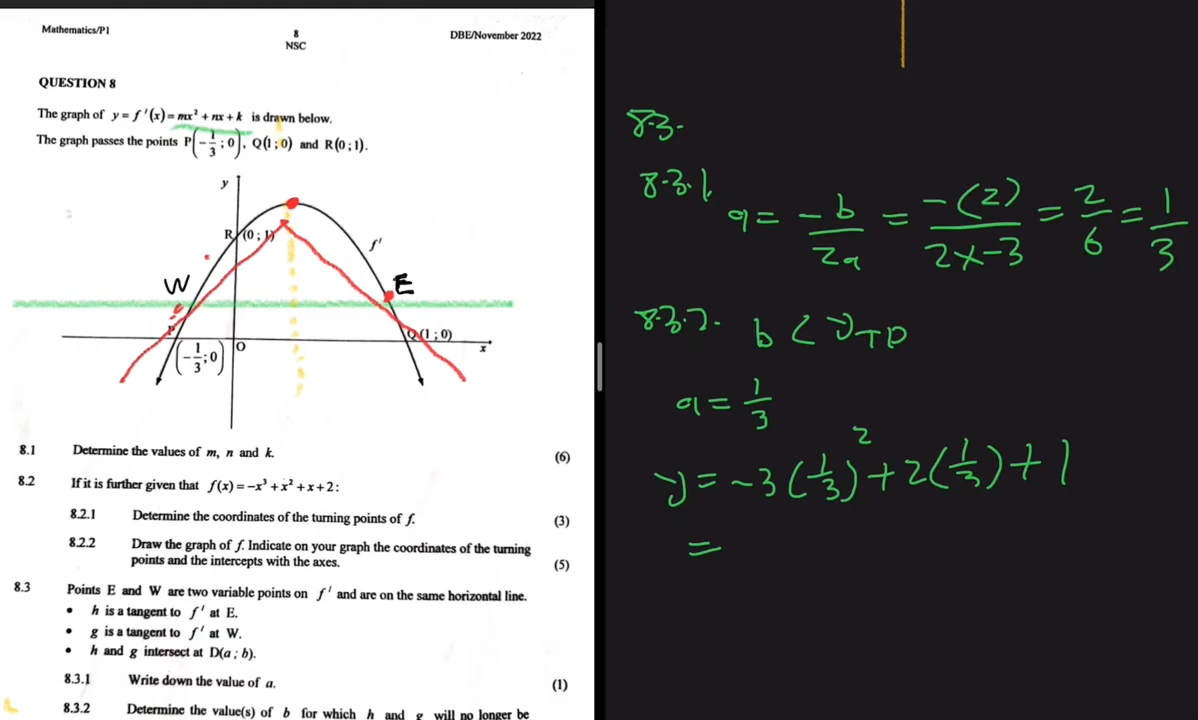 Mathematics/P1
8
NSC
DBE/November 2022
QUESTION 8
The graph of y = f ′(x) = mx² + nx + k is drawn below.
The graph passes the points P(−1/3 ; 0), Q(1 ; 0) and R(0 ; 1).
y
R (0 ; 1)
f ′
W
E
P
Q(1 ; 0)
x
O
(−1/3 ; 0)
8.1 Determine the values of m, n and k. (6)
8.2 If it is further given that f(x) = −x³ + x² + x + 2:
8.2.1 Determine the coordinates of the turning points of f. (3)
8.2.2 Draw the graph of f. Indicate on your graph the coordinates of the turning
points and the intercepts with the axes. (5)
8.3 Points E and W are two variable points on f ′ and are on the same horizontal line.
• h is a tangent to f ′ at E.
• g is a tangent to f ′ at W.
• h and g intersect at D(a ; b).
8.3.1 Write down the value of a. (1)
8.3.2 Determine the value(s) of b for which h and g will no longer be
8.3.
8.3.1.
a = -b/2a = -(2)/2x-3 = 2/6 = 1/3
8.3.2. b < yTP
a = 1/3
y = -3(1/3)² + 2(1/3) + 1
=